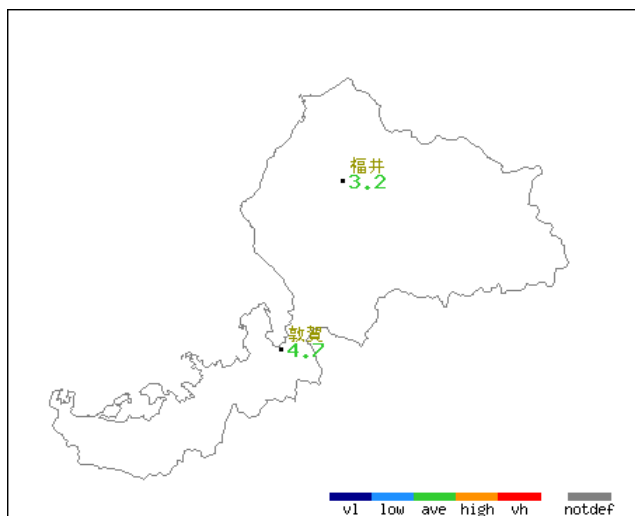 福井
3.2
敦賀
4.7
vl low ave high vh notdef